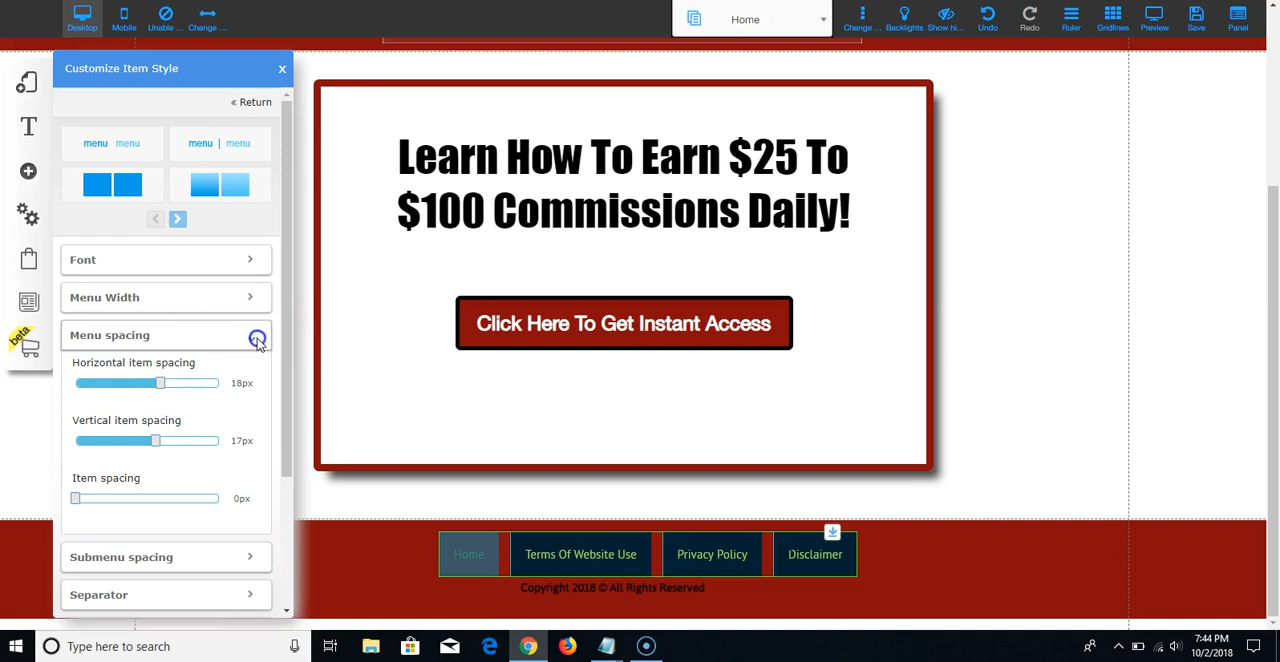 Desktop
Mobile
Unable ...
Change ...
Home
Change ...
Backlights
Show hi...
Undo
Redo
Ruler
Gridlines
Preview
Save
Panel
Customize Item Style
x
« Return
menu menu
menu | menu
Font
Menu Width
Menu spacing
Horizontal item spacing
18px
Vertical item spacing
17px
Item spacing
0px
Submenu spacing
Separator
T
beta
Learn How To Earn $25 To
$100 Commissions Daily!
Click Here To Get Instant Access
Home
Terms Of Website Use
Privacy Policy
Disclaimer
Copyright 2018 © All Rights Reserved
Type here to search
7:44 PM
10/2/2018